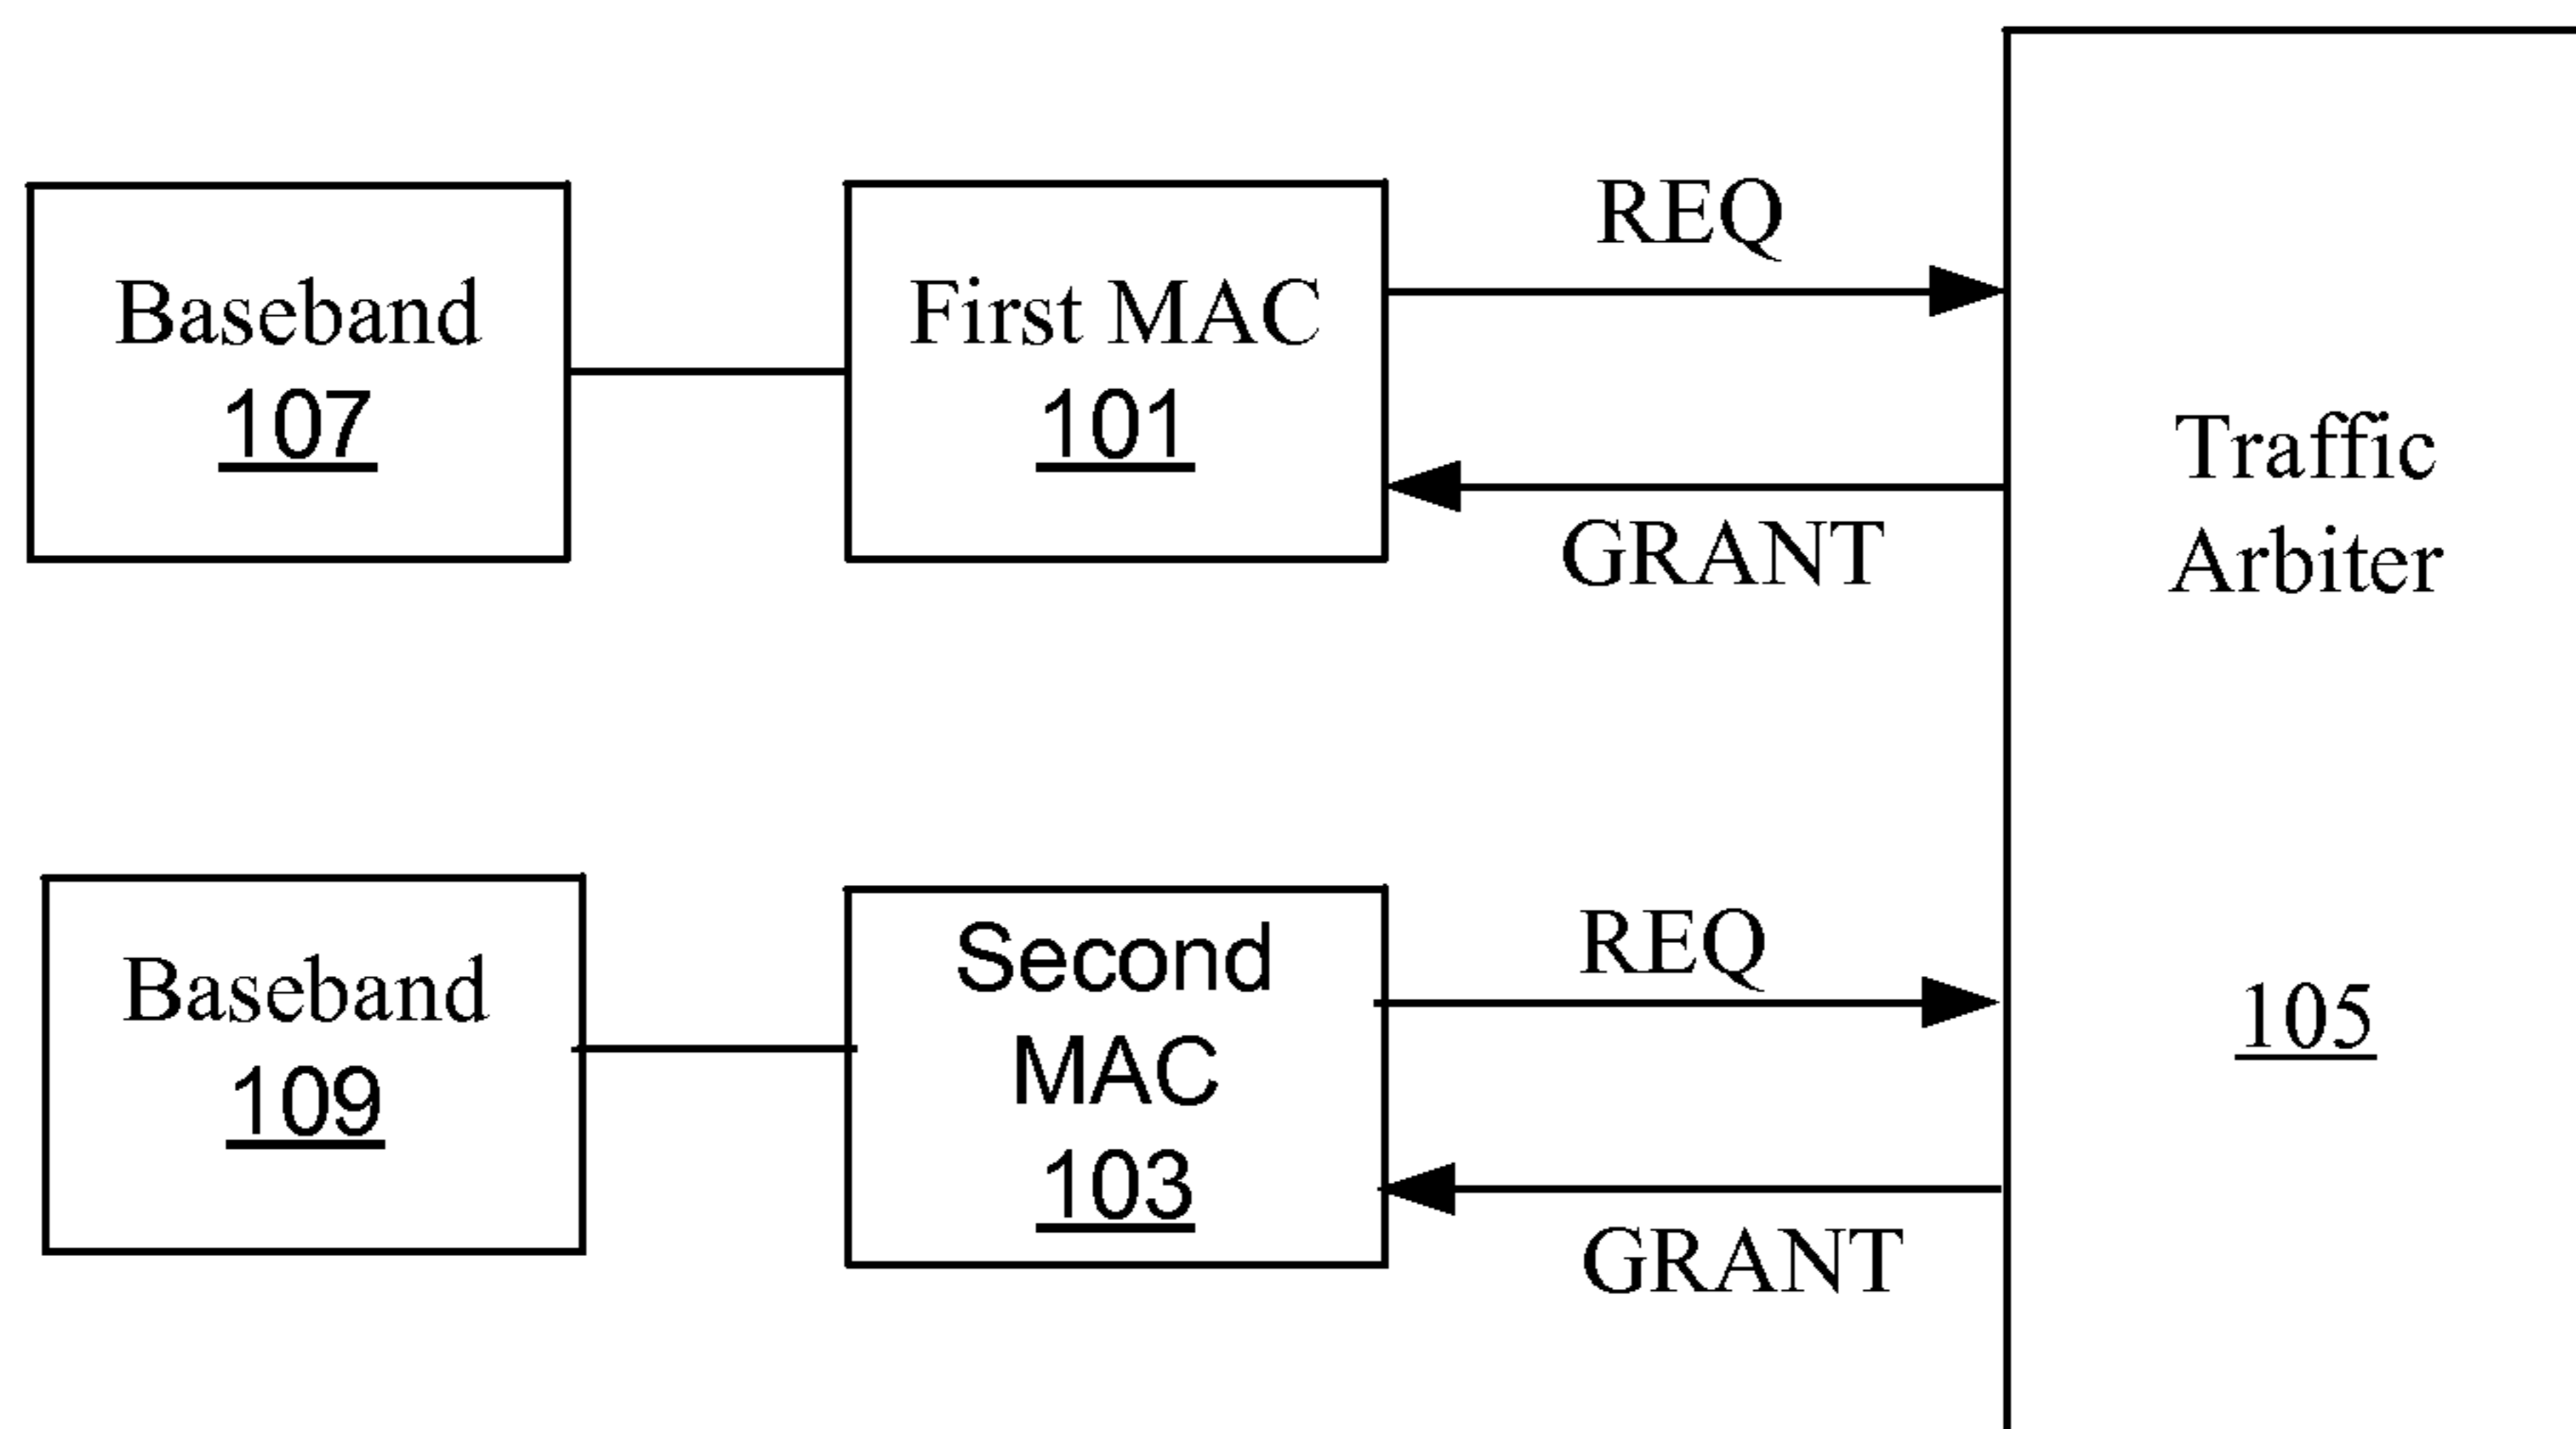 Baseband
107
First MAC
101
REQ
GRANT
Traffic
Arbiter
105
Baseband
109
Second
MAC
103
REQ
GRANT